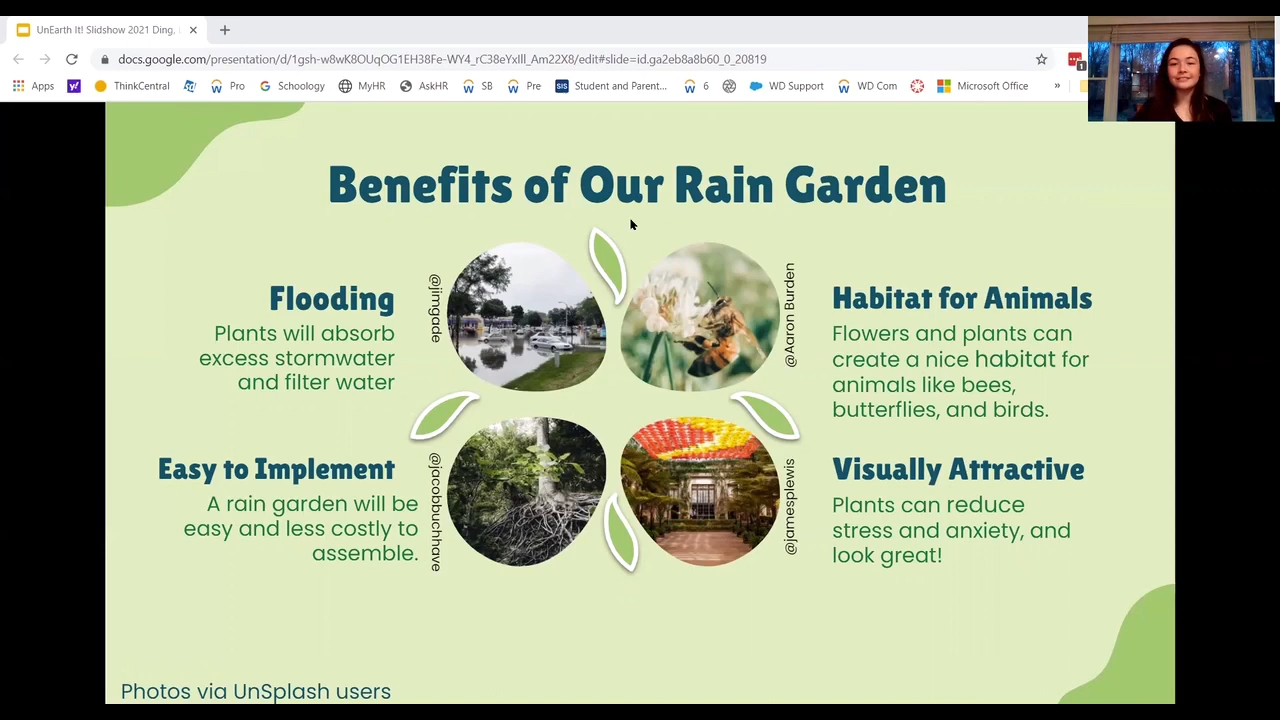 UnEarth It! Slidshow 2021 Ding,
docs.google.com/presentation/d/1gsh-w8wK8OUq_OG1EH38Fe-WY4_rC38eYxIll_Am22X8/edit#slide=id.ga2eb8a8b60_0_20819
Apps ThinkCentral Pre Schoology MyHR AskHR SB Pre SIS Student and Parent... 6 WD Support WD Com Microsoft Office »
1
Benefits of Our Rain Garden
Flooding
Plants will absorb
excess stormwater
and filter water
@jimgade
@Aaron Burden
Habitat for Animals
Flowers and plants can
create a nice habitat for
animals like bees,
butterflies, and birds.
Easy to Implement
A rain garden will be
easy and less costly to
assemble.
@jocobbuchhave
@jamesplewis
Visually Attractive
Plants can reduce
stress and anxiety, and
look great!
Photos via UnSplash users